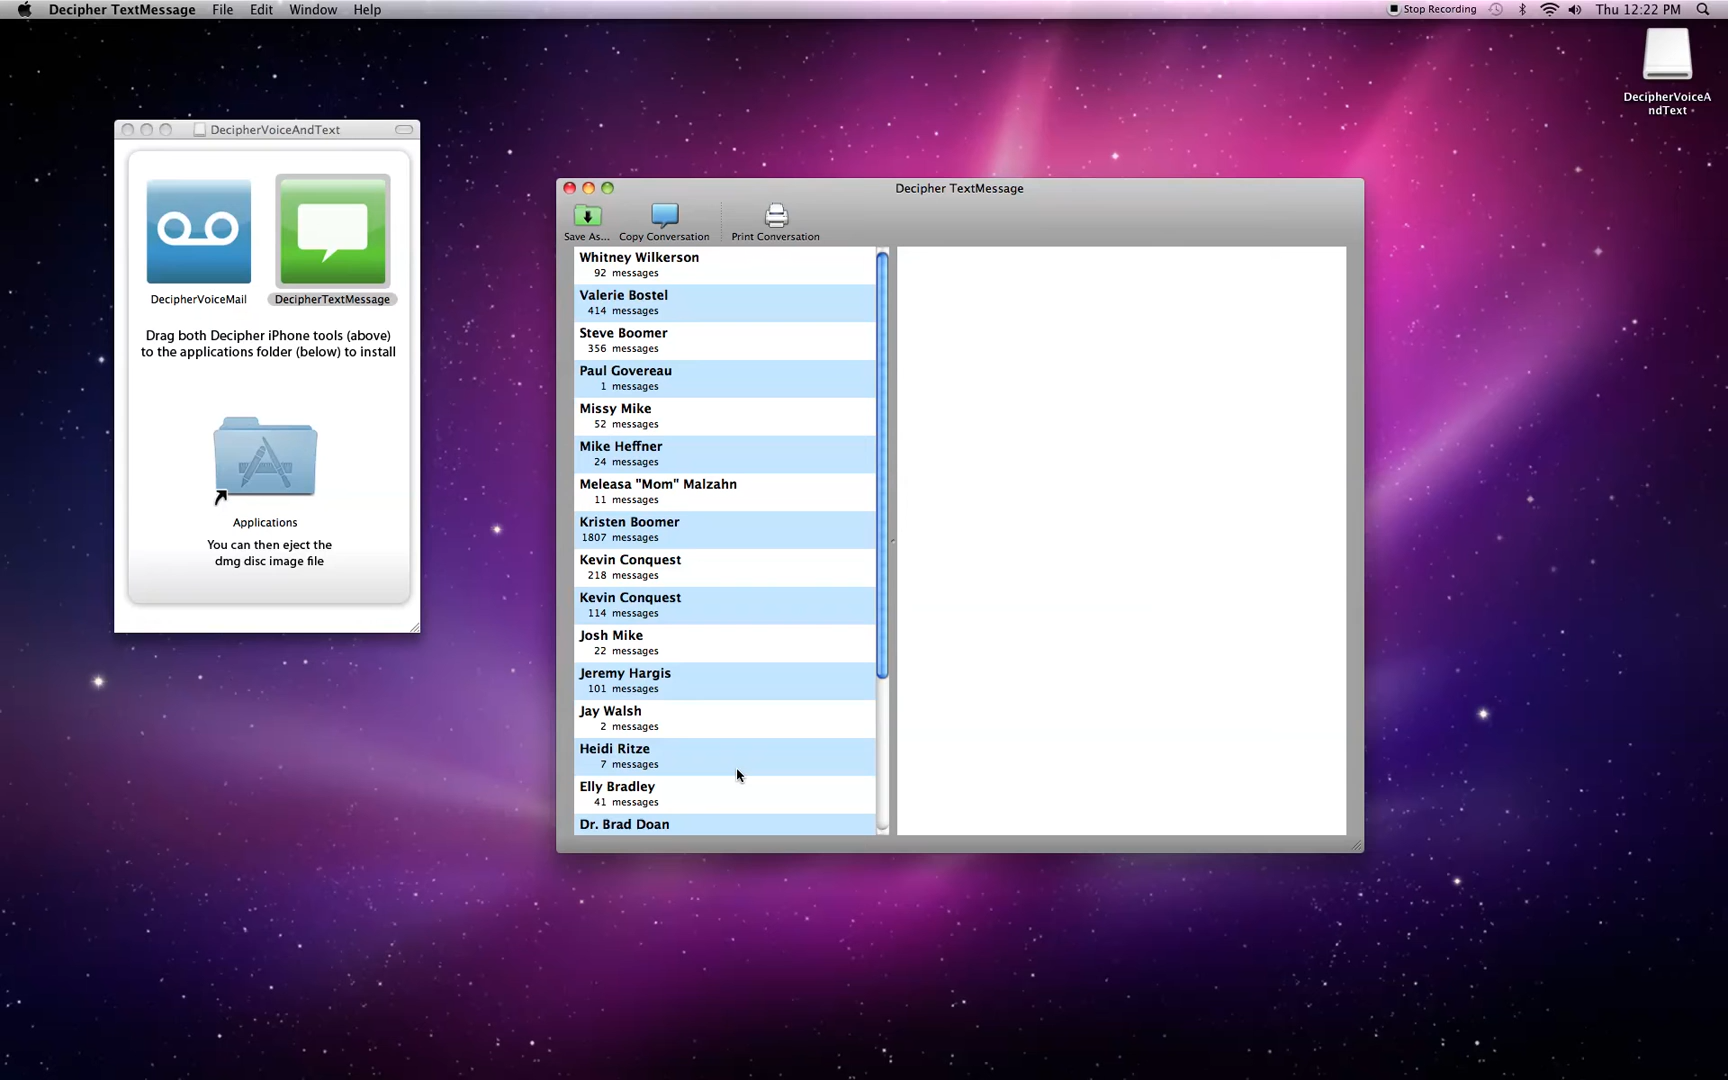 Decipher TextMessage File Edit Window Help
Stop Recording Thu 12:22 PM
DecipherVoiceA
ndText
DecipherVoiceAndText
DecipherVoiceMail DecipherTextMessage
Drag both Decipher iPhone tools (above)
to the applications folder (below) to install
Applications
You can then eject the
dmg disc image file
Decipher TextMessage
Save As... Copy Conversation Print Conversation
Whitney Wilkerson
92 messages
Valerie Bostel
414 messages
Steve Boomer
356 messages
Paul Govereau
1 messages
Missy Mike
52 messages
Mike Heffner
24 messages
Meleasa "Mom" Malzahn
11 messages
Kristen Boomer
1807 messages
Kevin Conquest
218 messages
Kevin Conquest
114 messages
Josh Mike
22 messages
Jeremy Hargis
101 messages
Jay Walsh
2 messages
Heidi Ritze
7 messages
Elly Bradley
41 messages
Dr. Brad Doan